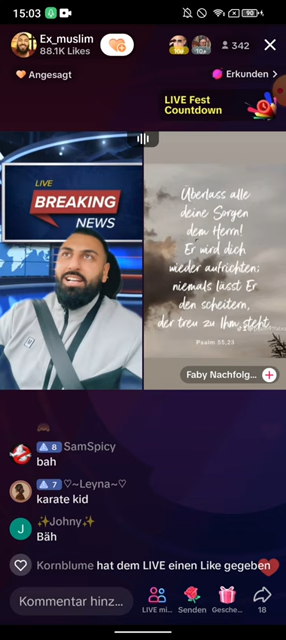 15:03
Ex_muslim
88.1K Likes
342
Angesagt
Erkunden >
LIVE Fest
Countdown
LIVE
BREAKING
NEWS
Überlass alle
deine Sorgen
dem Herrn!
Er wird dich
wieder aufrichten;
niemals lässt Er
den scheitern,
der treu zu Ihm steht.
Psalm 55,23
Faby Nachfolg...
8 SamSpicy
bah
7 ♡~Leyna~♡
karate kid
J
✨Johny✨
Bäh
Kornblume hat dem LIVE einen Like gegeben
Kommentar hinz...
LIVE mi...
Senden
Gesche...
18